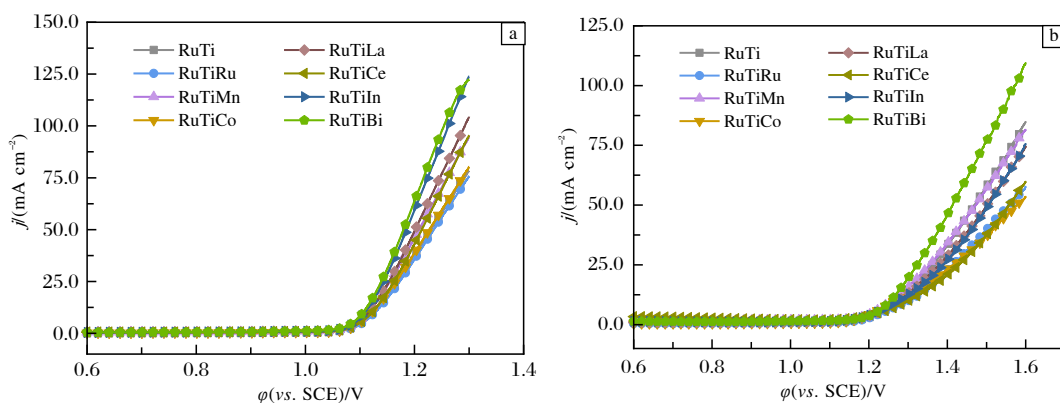 150.0
125.0
100.0
75.0
50.0
25.0
0.0
j/(mA cm⁻²)
a
RuTi
RuTiRu
RuTiMn
RuTiCo
RuTiLa
RuTiCe
RuTiIn
RuTiBi
0.6 0.8 1.0 1.2 1.4
φ(vs. SCE)/V
125.0
100.0
75.0
50.0
25.0
0.0
j/(mA cm⁻²)
b
RuTi
RuTiRu
RuTiMn
RuTiCo
RuTiLa
RuTiCe
RuTiIn
RuTiBi
0.6 0.8 1.0 1.2 1.4 1.6
φ(vs. SCE)/V